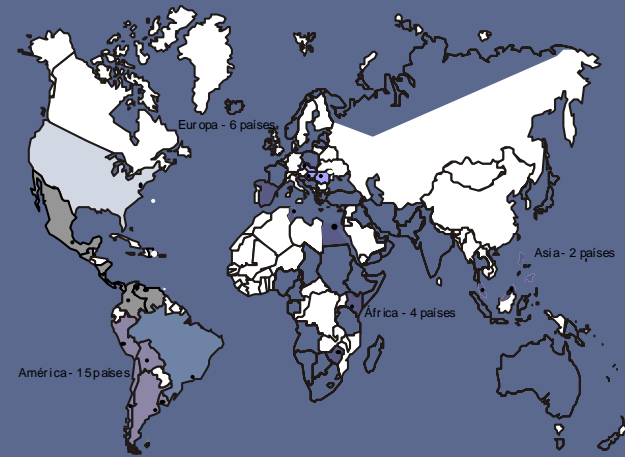 Europa - 6 países
Asia - 2 países
África - 4 países
América - 15 países